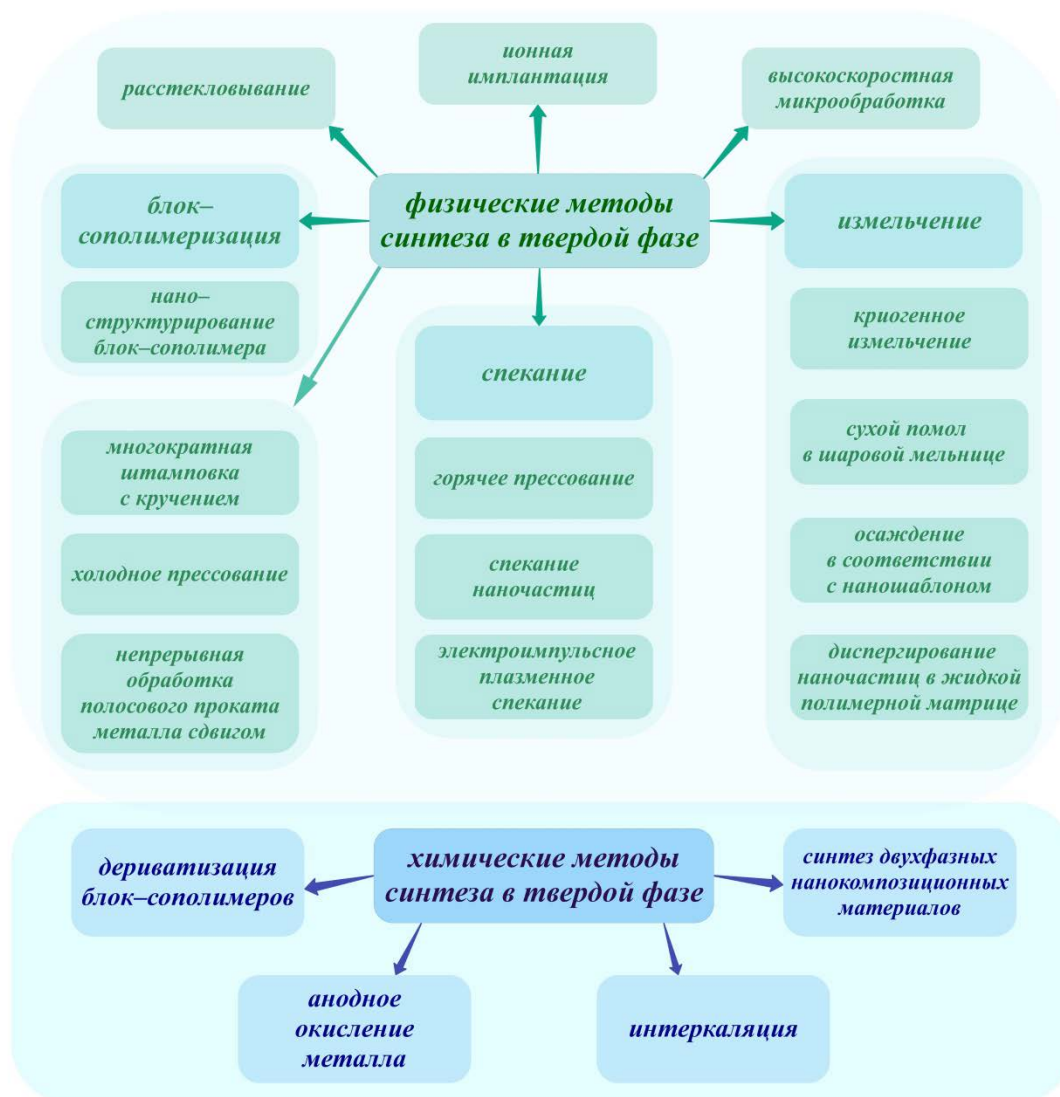 расстекловывание
ионная
имплантация
высокоскоростная
микрообработка
физические методы
синтеза в твердой фазе
блок–
сополимеризация
нано–
структурирование
блок–сополимера
многократная
штамповка
с кручением
холодное прессование
непрерывная
обработка
полосового проката
металла сдвигом
спекание
горячее прессование
спекание
наночастиц
электроимпульсное
плазменное
спекание
измельчение
криогенное
измельчение
сухой помол
в шаровой мельнице
осаждение
в соответствии
с наношаблоном
диспергирование
наночастиц в жидкой
полимерной матрице
химические методы
синтеза в твердой фазе
дериватизация
блок–сополимеров
синтез двухфазных
нанокомпозиционных
материалов
анодное
окисление
металла
интеркаляция